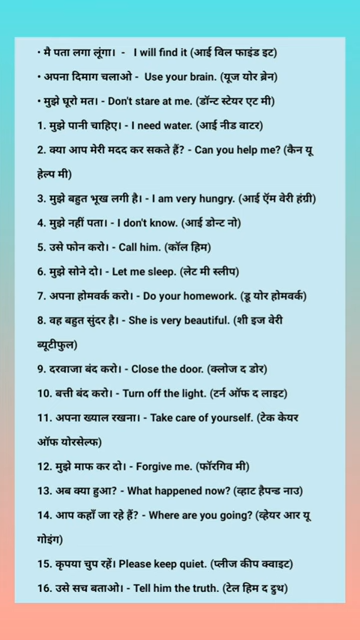 • मै पता लगा लूंगा। - I will find it (आई विल फाइंड इट)
• अपना दिमाग चलाओ - Use your brain. (यूज योर ब्रेन)
• मुझे घूरो मत। - Don't stare at me. (डॉन्ट स्टेयर एट मी)
1. मुझे पानी चाहिए। - I need water. (आई नीड वाटर)
2. क्या आप मेरी मदद कर सकते हैं? - Can you help me? (कैन यू
हेल्प मी)
3. मुझे बहुत भूख लगी है। - I am very hungry. (आई ऍम वेरी हंग्री)
4. मुझे नहीं पता। - I don't know. (आई डोन्ट नो)
5. उसे फोन करो। - Call him. (कॉल हिम)
6. मुझे सोने दो। - Let me sleep. (लेट मी स्लीप)
7. अपना होमवर्क करो। - Do your homework. (डू योर होमवर्क)
8. वह बहुत सुंदर है। - She is very beautiful. (शी इज वेरी
ब्यूटीफुल)
9. दरवाजा बंद करो। - Close the door. (क्लोज द डोर)
10. बत्ती बंद करो। - Turn off the light. (टर्न ऑफ द लाइट)
11. अपना ख्याल रखना। - Take care of yourself. (टेक केयर
ऑफ योरसेल्फ)
12. मुझे माफ कर दो। - Forgive me. (फॉरगिव मी)
13. अब क्या हुआ? - What happened now? (व्हाट हैपन्ड नाउ)
14. आप कहाँ जा रहे हैं? - Where are you going? (व्हेयर आर यू
गोइंग)
15. कृपया चुप रहें। Please keep quiet. (प्लीज कीप क्वाइट)
16. उसे सच बताओ। - Tell him the truth. (टेल हिम द ट्रुथ)